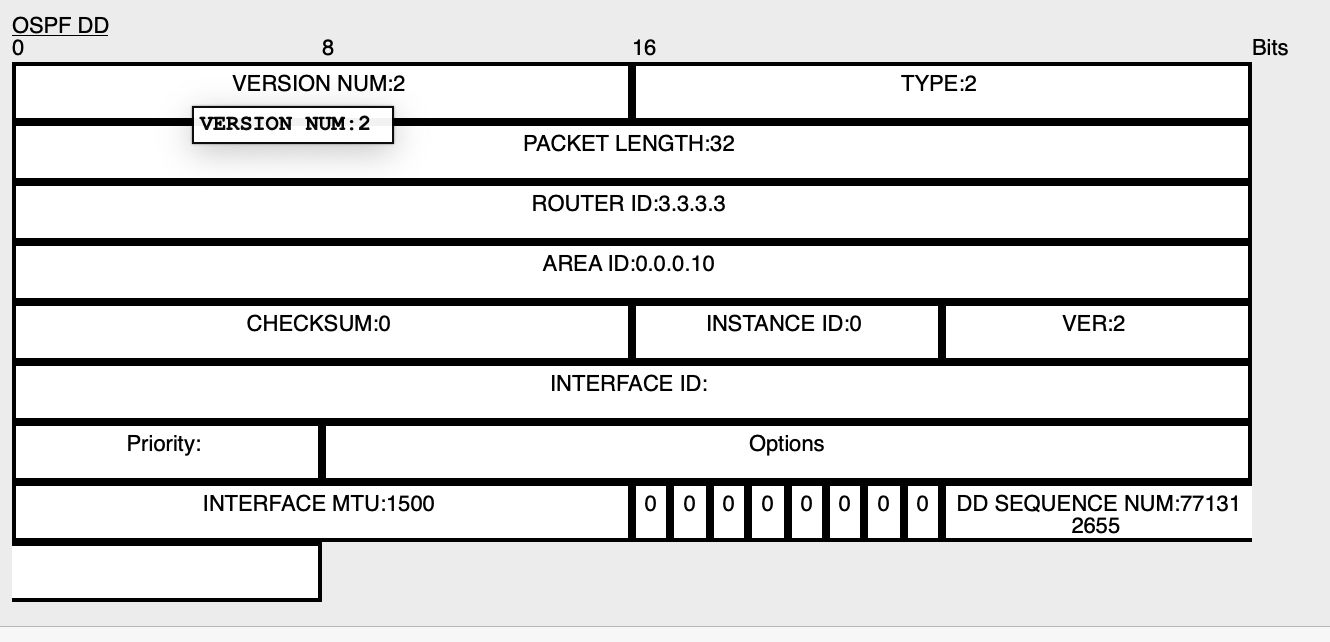 OSPF DD
0 8 16 Bits
VERSION NUM:2 TYPE:2
VERSION NUM:2
PACKET LENGTH:32
ROUTER ID:3.3.3.3
AREA ID:0.0.0.10
CHECKSUM:0 INSTANCE ID:0 VER:2
INTERFACE ID:
Priority: Options
INTERFACE MTU:1500 0 0 0 0 0 0 0 0 DD SEQUENCE NUM:77131
2655